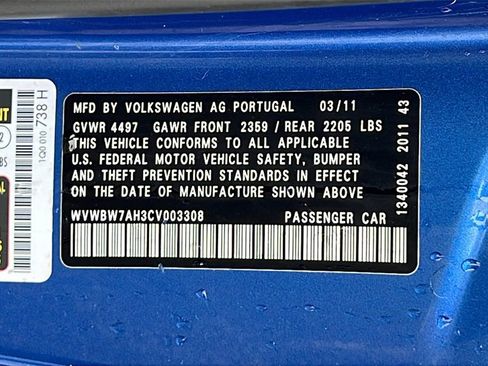 MFD BY VOLKSWAGEN AG PORTUGAL 03/11
GVWR 4497 GAWR FRONT 2359 / REAR 2205 LBS
THIS VEHICLE CONFORMS TO ALL APPLICABLE
U.S. FEDERAL MOTOR VEHICLE SAFETY, BUMPER
AND THEFT PREVENTION STANDARDS IN EFFECT
ON THE DATE OF MANUFACTURE SHOWN ABOVE.
WVWBW7AH3CV003308 PASSENGER CAR
1340042 2011 43
1Q0 010 738 H